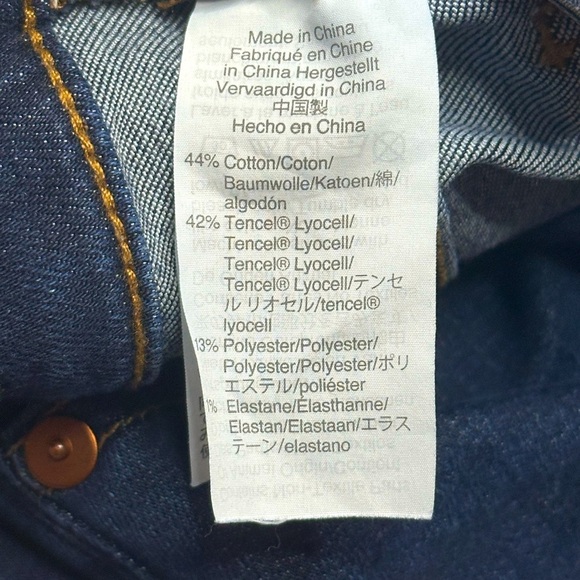 Made in China
Fabriqué en Chine
in China Hergestellt
Vervaardigd in China
中国製
Hecho en China
44% Cotton/Coton/
Baumwolle/Katoen/綿/
algodón
42% Tencel® Lyocell/
Tencel® Lyocell/
Tencel® Lyocell/
Tencel® Lyocell/テンセ
ル リオセル/tencel®
lyocell
13% Polyester/Polyester/
Polyester/Polyester/ポリ
エステル/poliéster
1% Elastane/Élasthanne/
Elastan/Elastaan/エラス
テーン/elastano